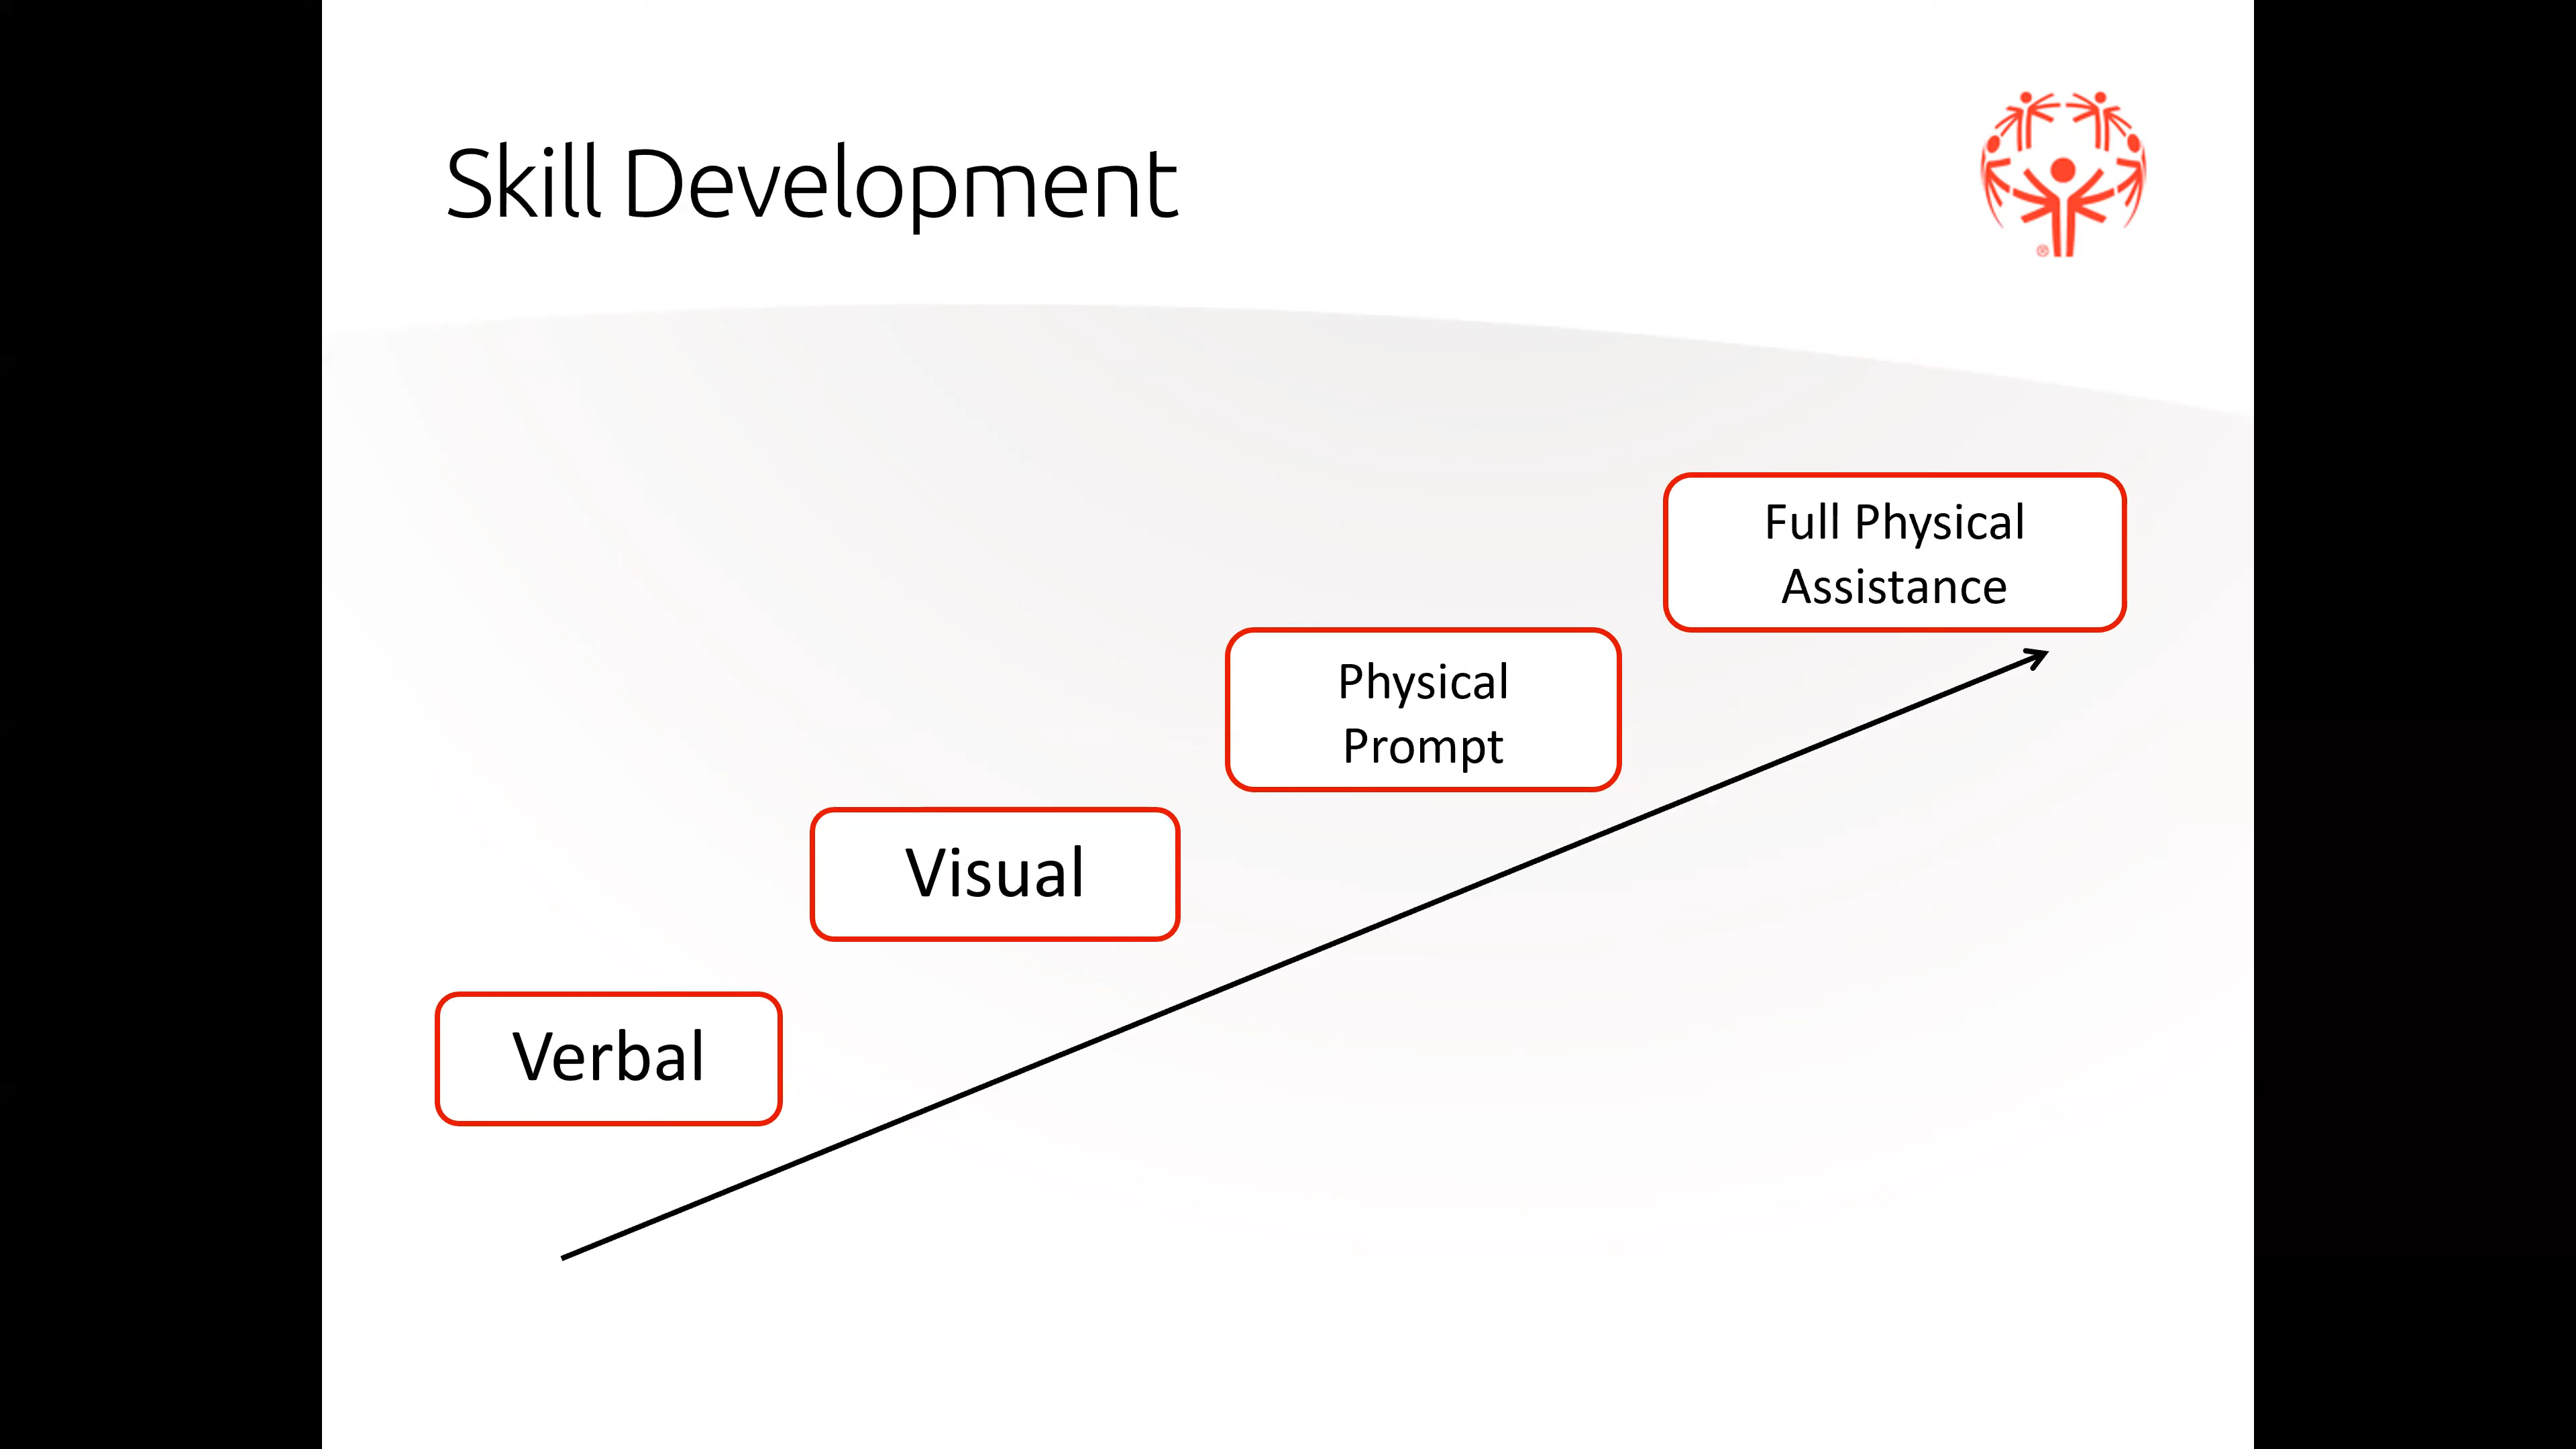 Skill Development
®
Full Physical
Assistance
Physical
Prompt
Visual
Verbal